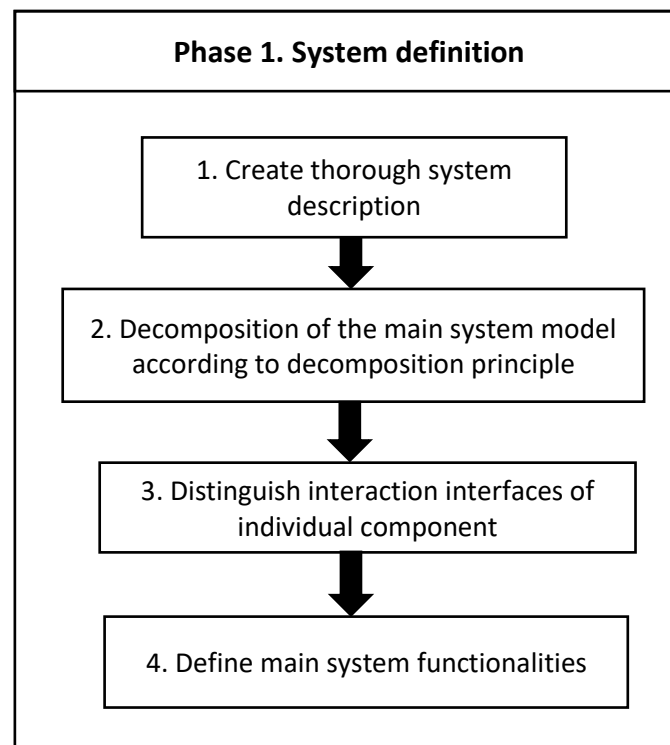 Phase 1. System definition
1. Create thorough system
description
2. Decomposition of the main system model
according to decomposition principle
3. Distinguish interaction interfaces of
individual component
4. Define main system functionalities